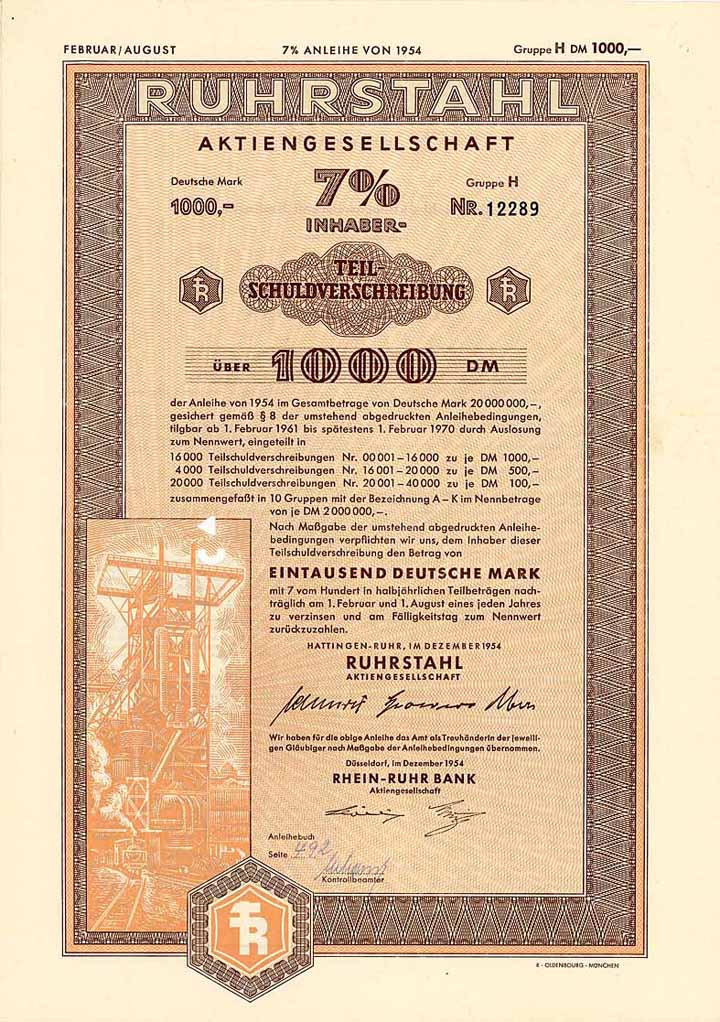 FEBRUAR/AUGUST 7% ANLEIHE VON 1954 Gruppe H DM 1000,—
RUHRSTAHL
AKTIENGESELLSCHAFT
Deutsche Mark 7% Gruppe H
1000,- NR. 12289
INHABER-
TEIL-
SCHULDVERSCHREIBUNG
ÜBER 1000 DM
der Anleihe von 1954 im Gesamtbetrage von Deutsche Mark 20 000 000,–,
gesichert gemäß § 8 der umstehend abgedruckten Anleihebedingungen,
tilgbar ab 1. Februar 1961 bis spätestens 1. Februar 1970 durch Auslosung
zum Nennwert, eingeteilt in
16 000 Teilschuldverschreibungen Nr. 00 001 – 16 000 zu je DM 1000,–
4 000 Teilschuldverschreibungen Nr. 16 001 – 20 000 zu je DM 500,–
20 000 Teilschuldverschreibungen Nr. 20 001 – 40 000 zu je DM 100,–
zusammengefaßt in 10 Gruppen mit der Bezeichnung A – K im Nennbetrage
von je DM 2 000 000,–.
Nach Maßgabe der umstehend abgedruckten Anleihe-
bedingungen verpflichten wir uns, dem Inhaber dieser
Teilschuldverschreibung den Betrag von
EINTAUSEND DEUTSCHE MARK
mit 7 vom Hundert in halbjährlichen Teilbeträgen nach-
träglich am 1. Februar und 1. August eines jeden Jahres
zu verzinsen und am Fälligkeitstag zum Nennwert
zurückzuzahlen.
HATTINGEN-RUHR, IM DEZEMBER 1954
RUHRSTAHL
AKTIENGESELLSCHAFT
Wir haben für die obige Anleihe das Amt als Treuhänderin der jeweili-
gen Gläubiger nach Maßgabe der Anleihebedingungen übernommen.
Düsseldorf, im Dezember 1954
RHEIN-RUHR BANK
Aktiengesellschaft
Anleihebuch
Seite 492
Kontrollbeamter
R · OLDENBOURG · MÜNCHEN